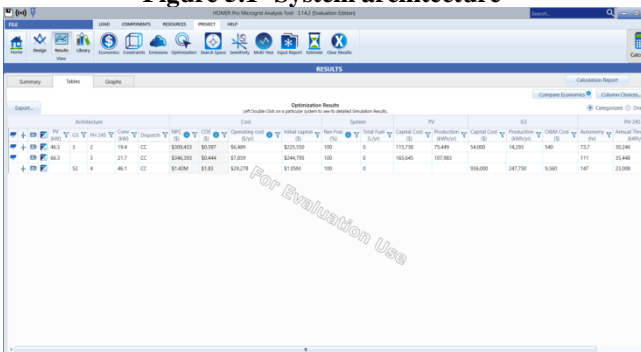 Figure 3.1 System architecture
HOMER Pro Microgrid Analysis Tool 3.14.2 (Evaluation Edition)
Search...
FILE
LOAD COMPONENTS RESOURCES PROJECT HELP
Home Design Results Library Economics Constraints Emissions Optimization Search Space Sensitivity Multi-Year Input Report Estimate Clear Results
View
RESULTS
Summary Tables Graphs Calculation Report
Compare Economics Column Choices...
Export... Optimization Results Categorized
Left Double Click on a particular system to see its detailed Simulation Results.
Architecture Cost System PV G3 PH 245
PV (kW) G3 PH 245 Conv (kW) Dispatch NPC ($) COE ($) Operating cost ($/yr) Initial capital ($) Ren Frac Total Fuel (L/yr) Capital Cost ($) Production (kWh/yr) Capital Cost ($) Production (kWh/yr) O&M Cost ($) Autonomy (hr)
46.3 3 2 19.4 CC $309,433 $0.397 $6,489 $225,550 100 0 115,738 75,449 54,000 14,293 540 73.7 30,246
66.3 3 21.7 CC $346,393 $0.444 $7,859 $244,795 100 0 165,645 107,983 111 35,448
52 4 46.1 CC $1.43M $1.83 $29,278 $1.05M 100 0 936,000 247,750 9,360 147 23,008
For Evaluation Use